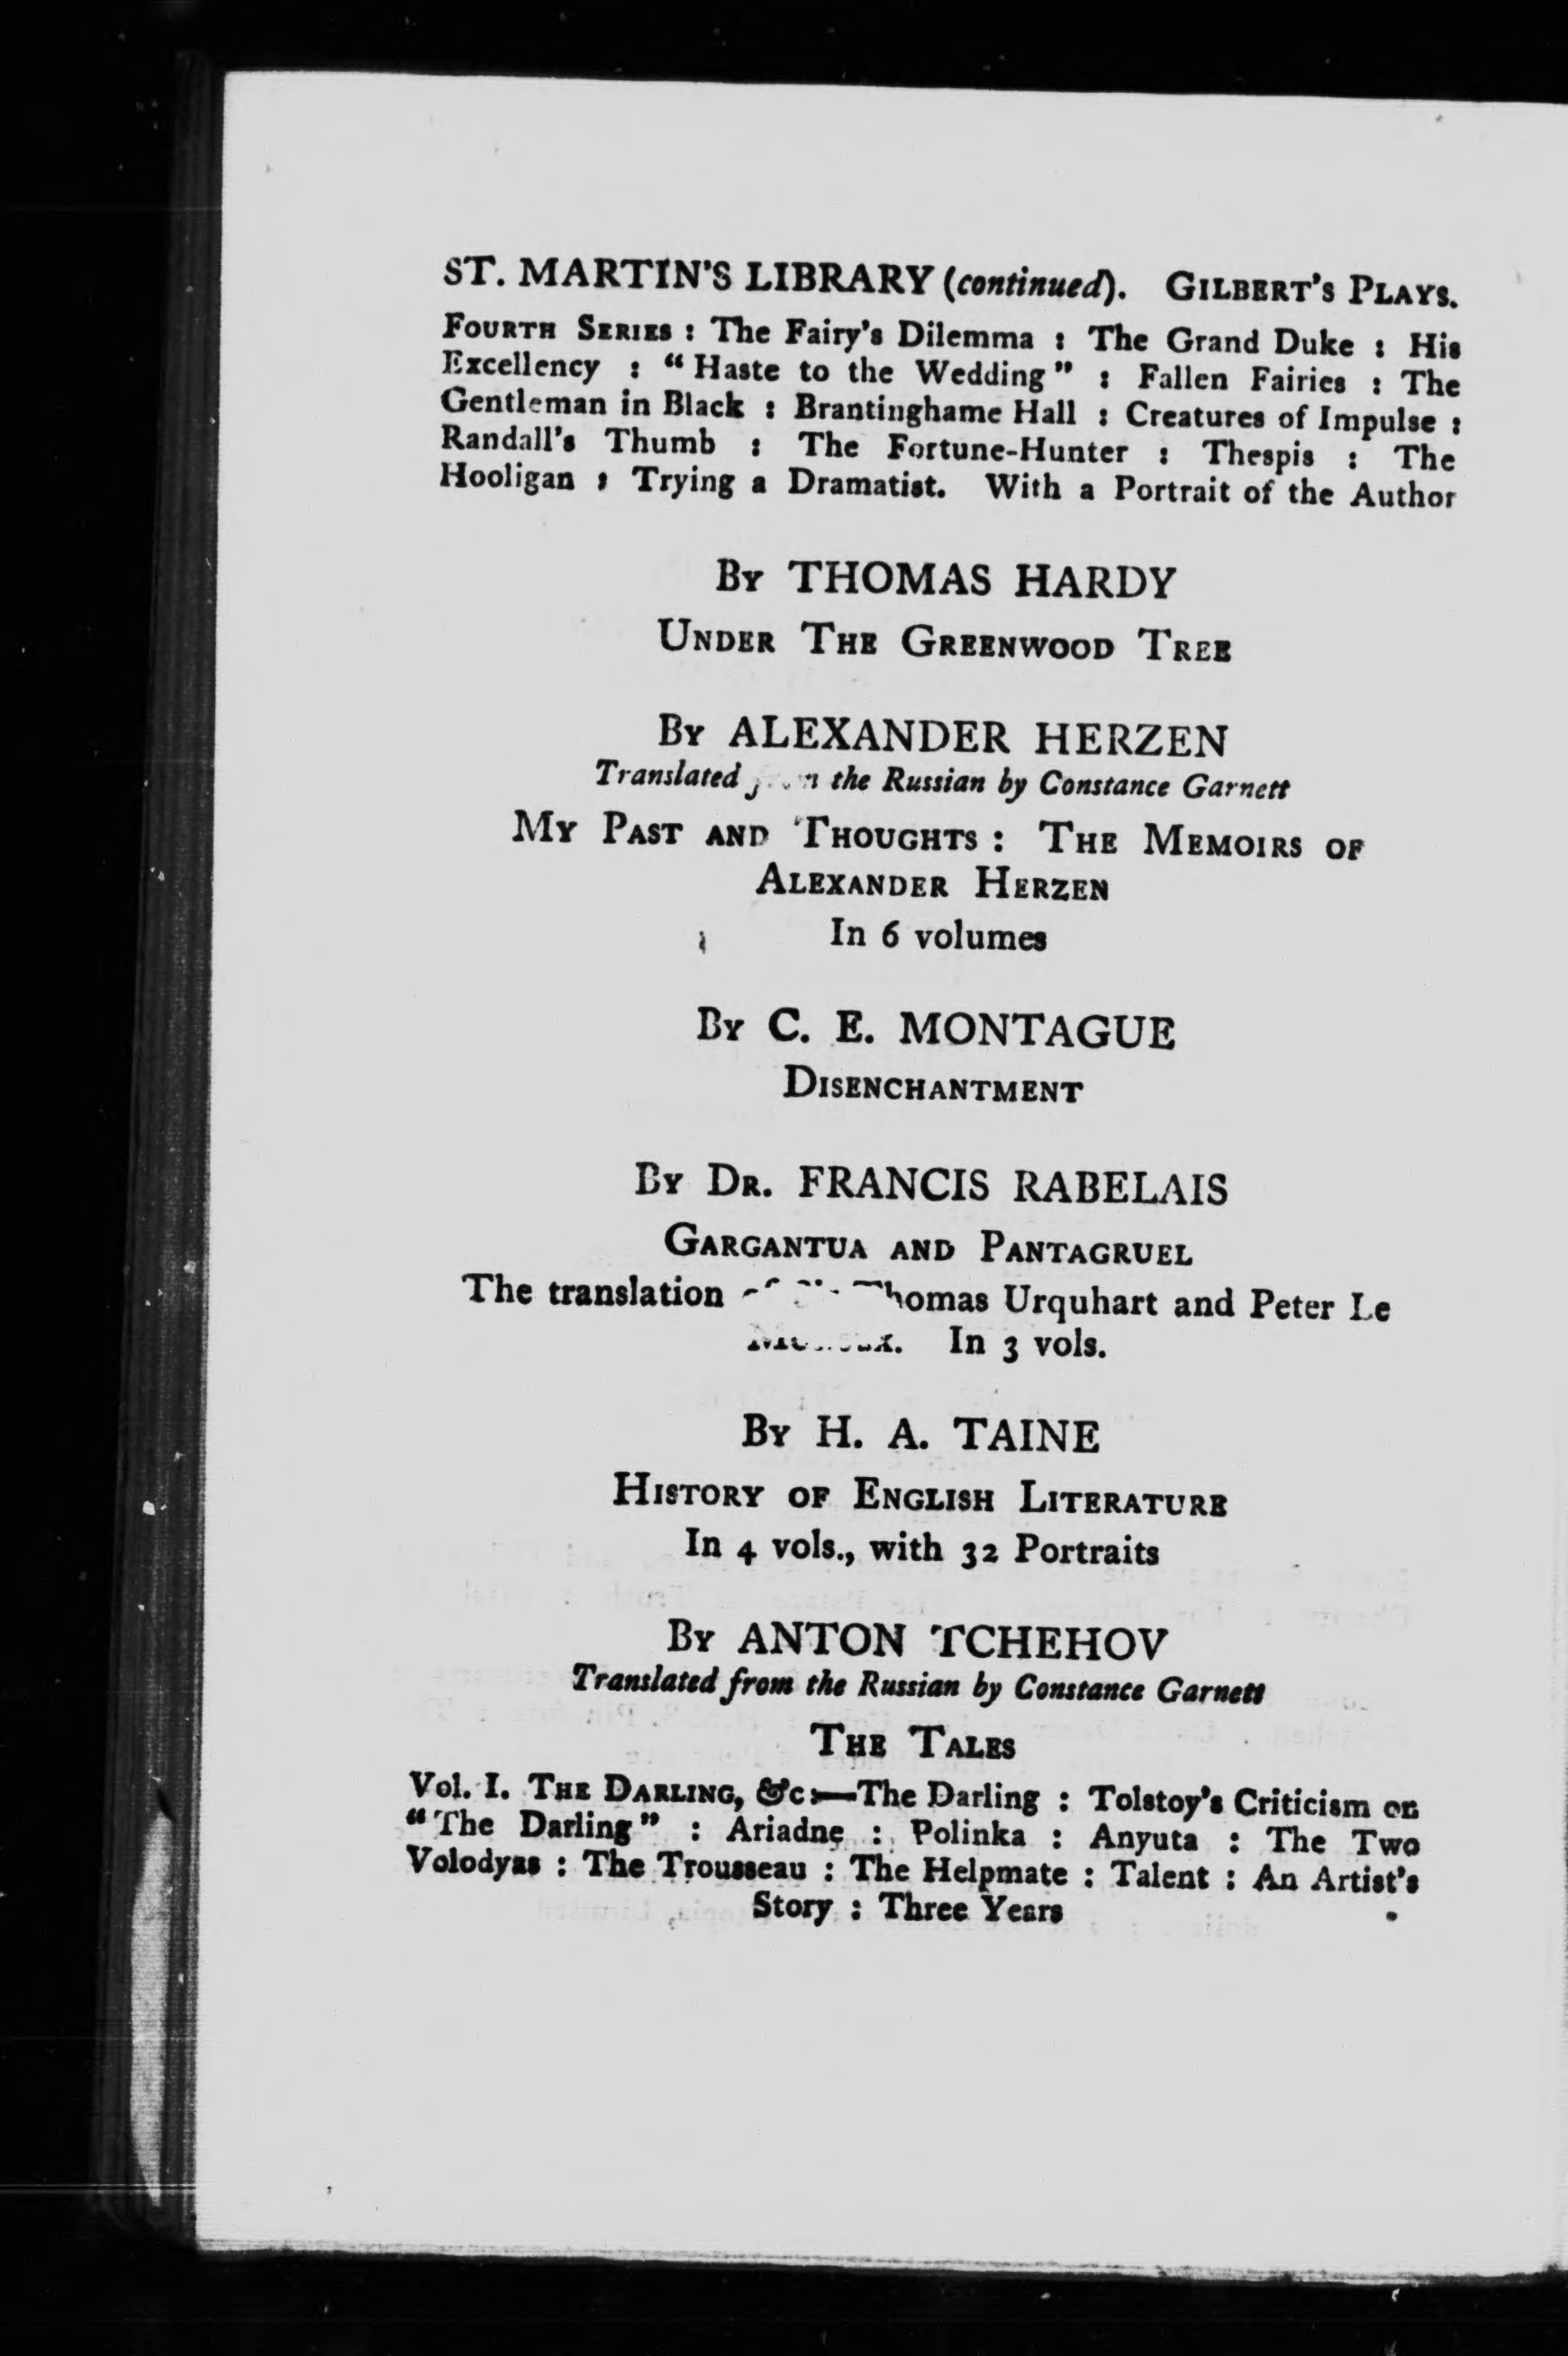 ST. MARTIN'S LIBRARY (continued). GILBERT'S PLAYS.
FOURTH SERIES : The Fairy's Dilemma : The Grand Duke : His
Excellency : “Haste to the Wedding” : Fallen Fairies : The
Gentleman in Black : Brantinghame Hall : Creatures of Impulse :
Randall's Thumb : The Fortune-Hunter : Thespis : The
Hooligan : Trying a Dramatist. With a Portrait of the Author
BY THOMAS HARDY
UNDER THE GREENWOOD TREE
BY ALEXANDER HERZEN
Translated the Russian by Constance Garnett
MY PAST AND THOUGHTS : THE MEMOIRS OF
ALEXANDER HERZEN
In 6 volumes
BY C. E. MONTAGUE
DISENCHANTMENT
BY DR. FRANCIS RABELAIS
GARGANTUA AND PANTAGRUEL
The translation Thomas Urquhart and Peter Le
In 3 vols.
BY H. A. TAINE
HISTORY OF ENGLISH LITERATURE
In 4 vols., with 32 Portraits
BY ANTON TCHEHOV
Translated from the Russian by Constance Garnett
THE TALES
Vol. I. THE DARLING, &c:—The Darling : Tolstoy's Criticism on
“The Darling” : Ariadne : Polinka : Anyuta : The Two
Volodyas : The Trousseau : The Helpmate : Talent : An Artist's
Story : Three Years